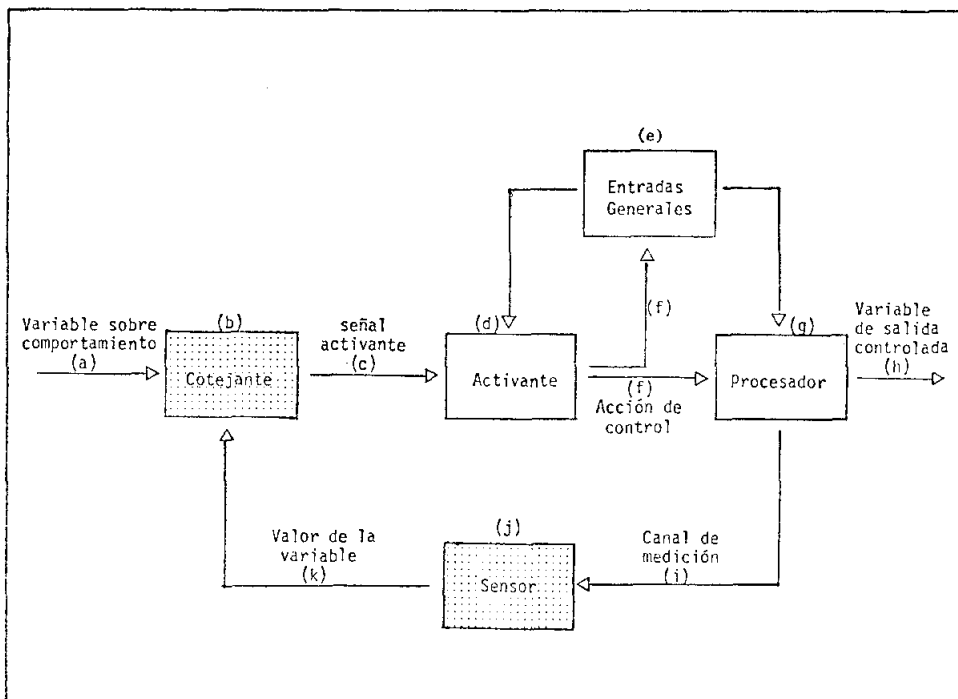 (e)
Entradas
Generales
Variable sobre
comportamiento
(a)
(b)
Cotejante
señal
activante
(c)
(d)
Activante
(f)
(f)
Acción de
control
(g)
Procesador
Variable
de salida
controlada
(h)
Valor de la
variable
(k)
(j)
Sensor
Canal de
medición
(i)